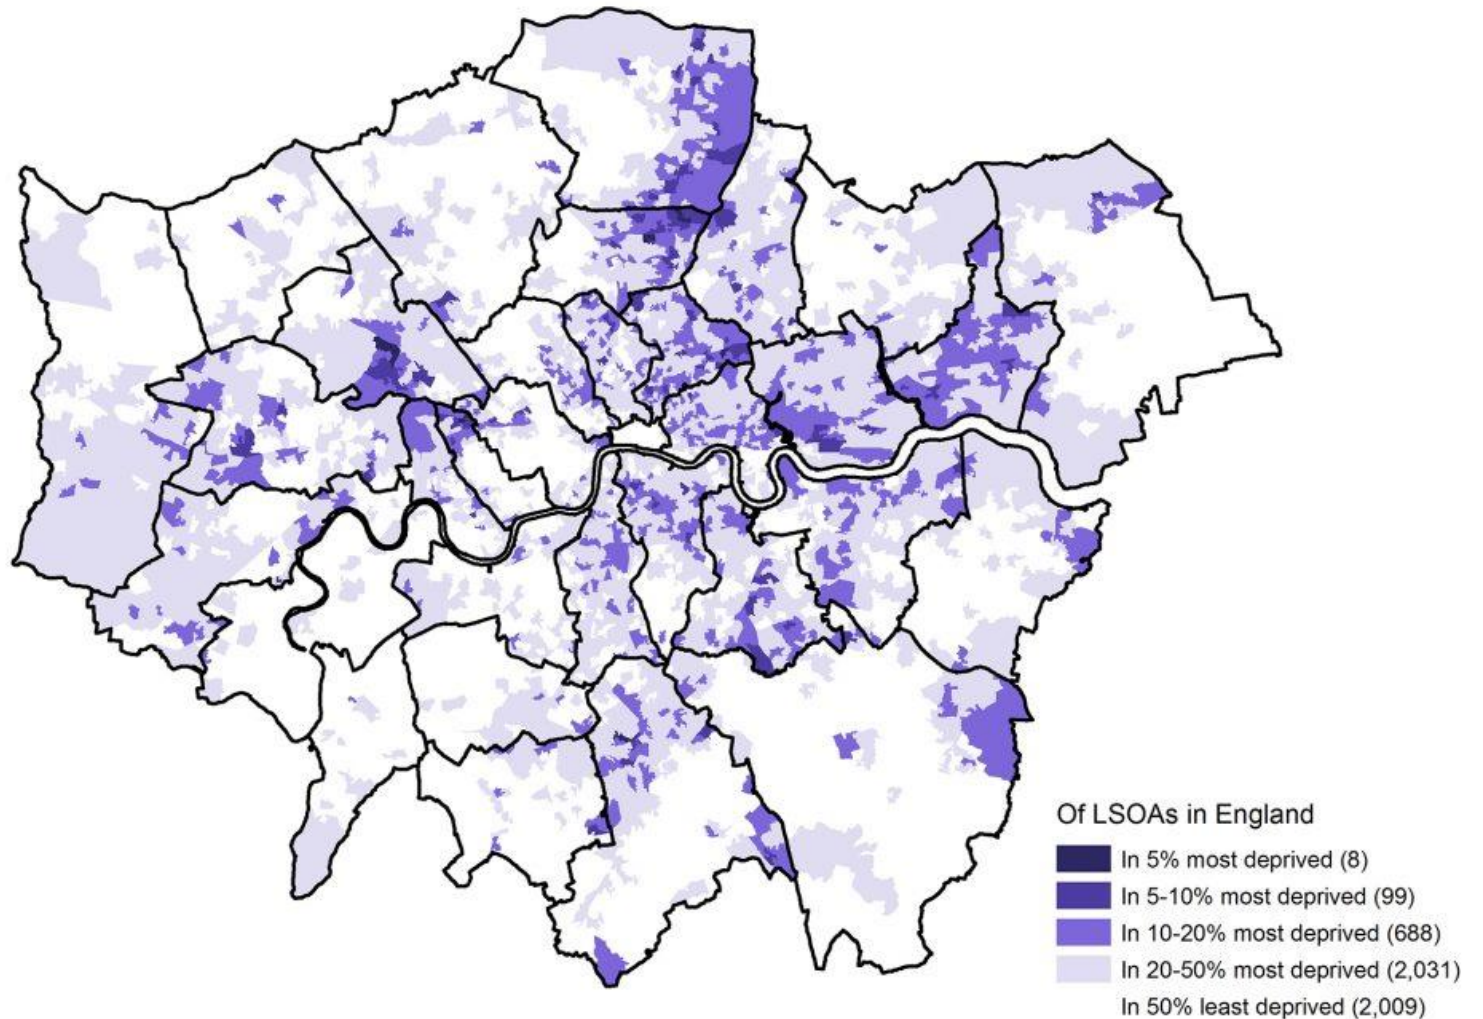 Of LSOAs in England
In 5% most deprived (8)
In 5-10% most deprived (99)
In 10-20% most deprived (688)
In 20-50% most deprived (2,031)
In 50% least deprived (2,009)